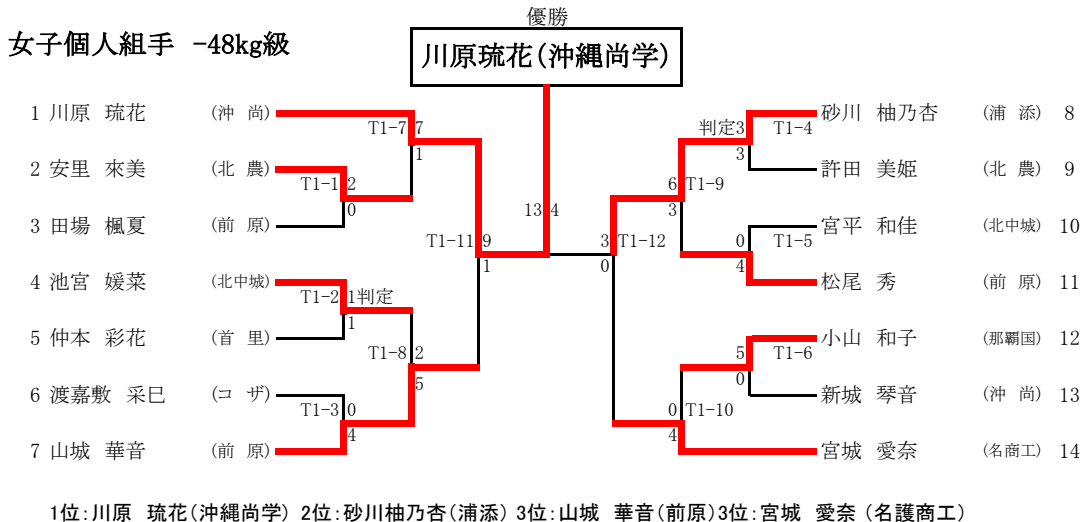 優勝
女子個人組手 -48kg級
川原琉花(沖縄尚学)
1 川原 琉花 (沖 尚)
T1-7 7
1
2 安里 來美 (北 農)
T1-1 2
0
3 田場 楓夏 (前 原)
T1-11 9
1
4 池宮 媛菜 (北中城)
T1-2 1判定
1
5 仲本 彩花 (首 里)
T1-8 2
5
6 渡嘉敷 采巳 (コ ザ)
T1-3 0
4
7 山城 華音 (前 原)
13 4
砂川 柚乃杏 (浦 添) 8
判定3 T1-4
3
許田 美姫 (北 農) 9
6 T1-9
3
宮平 和佳 (北中城) 10
0 T1-5
4
松尾 秀 (前 原) 11
3 T1-12
0
小山 和子 (那覇国) 12
5 T1-6
0
新城 琴音 (沖 尚) 13
0 T1-10
4
宮城 愛奈 (名商工) 14
1位:川原 琉花(沖縄尚学) 2位:砂川柚乃杏(浦添) 3位:山城 華音(前原)3位:宮城 愛奈 (名護商工)